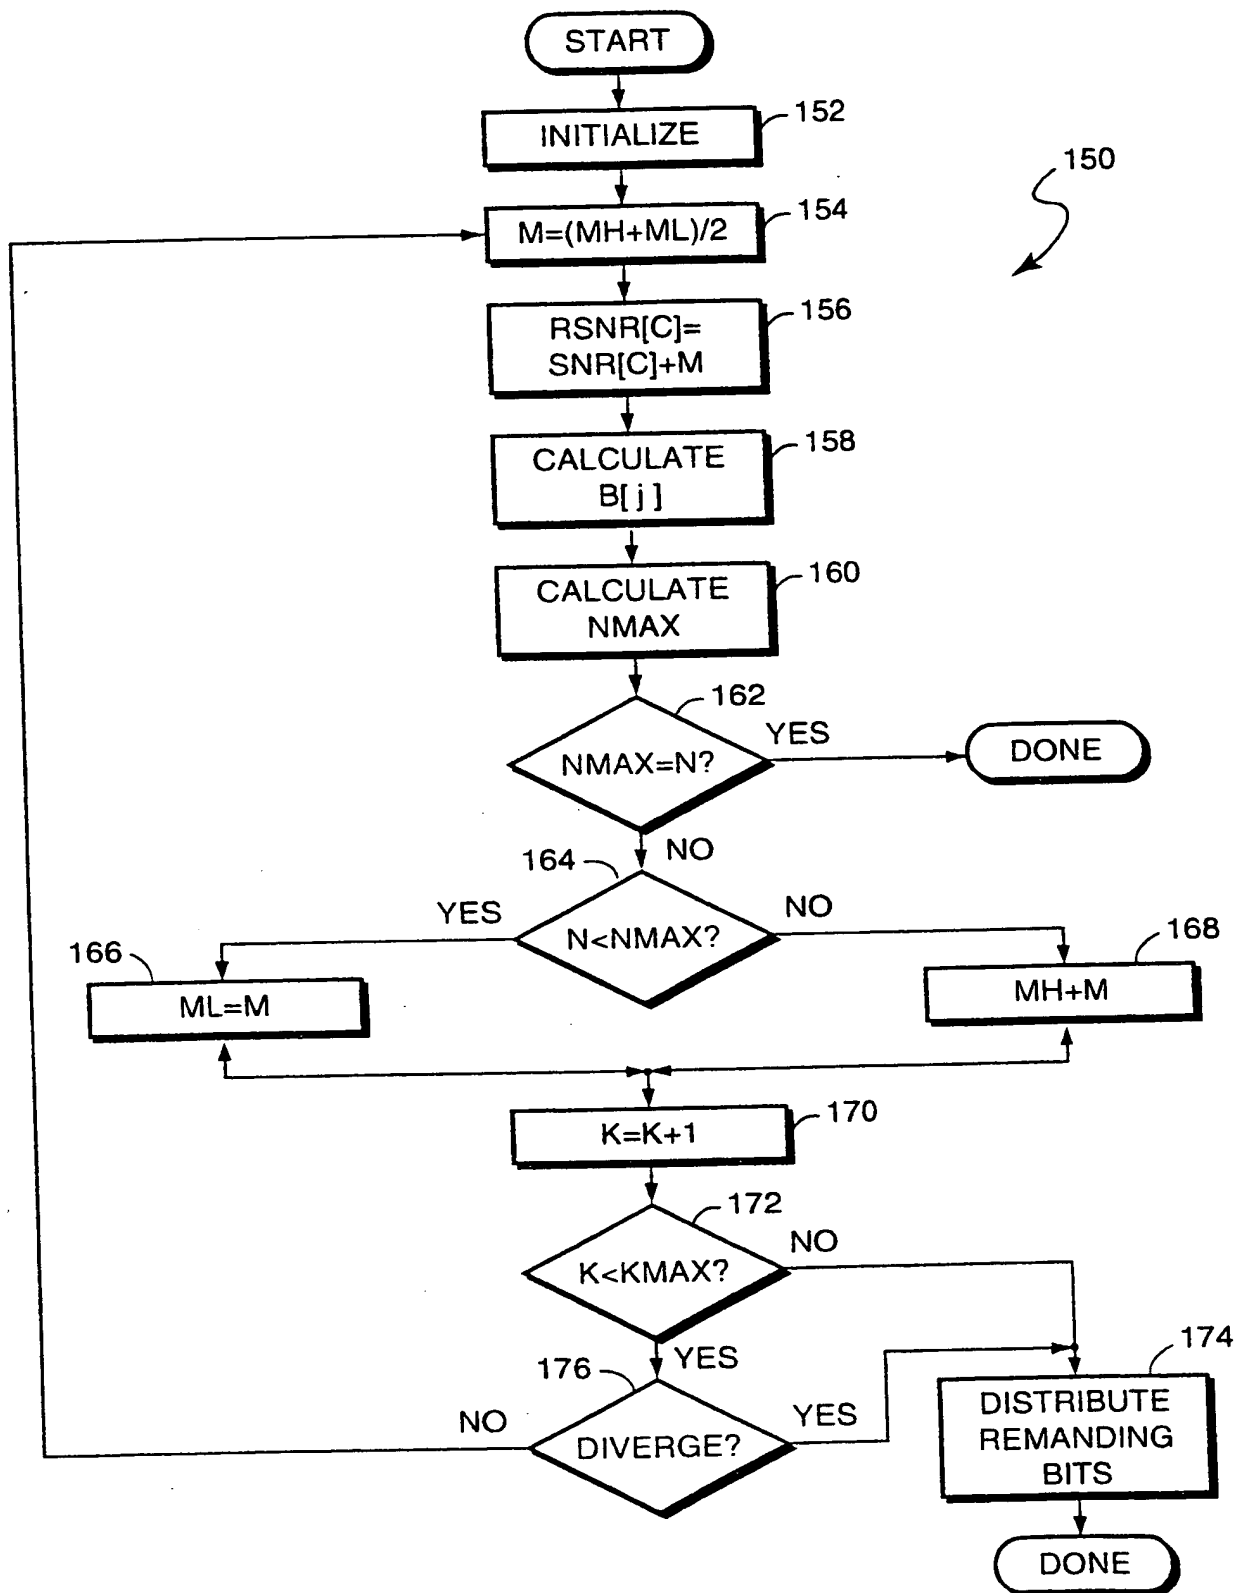 START
INITIALIZE
152
150
M=(MH+ML)/2
154
RSNR[C]=
SNR[C]+M
156
CALCULATE
B[ j ]
158
CALCULATE
NMAX
160
162
NMAX=N?
YES
DONE
NO
164
YES
N<NMAX?
NO
166
ML=M
168
MH+M
K=K+1
170
172
K<KMAX?
NO
YES
176
NO
DIVERGE?
YES
174
DISTRIBUTE
REMANDING
BITS
DONE